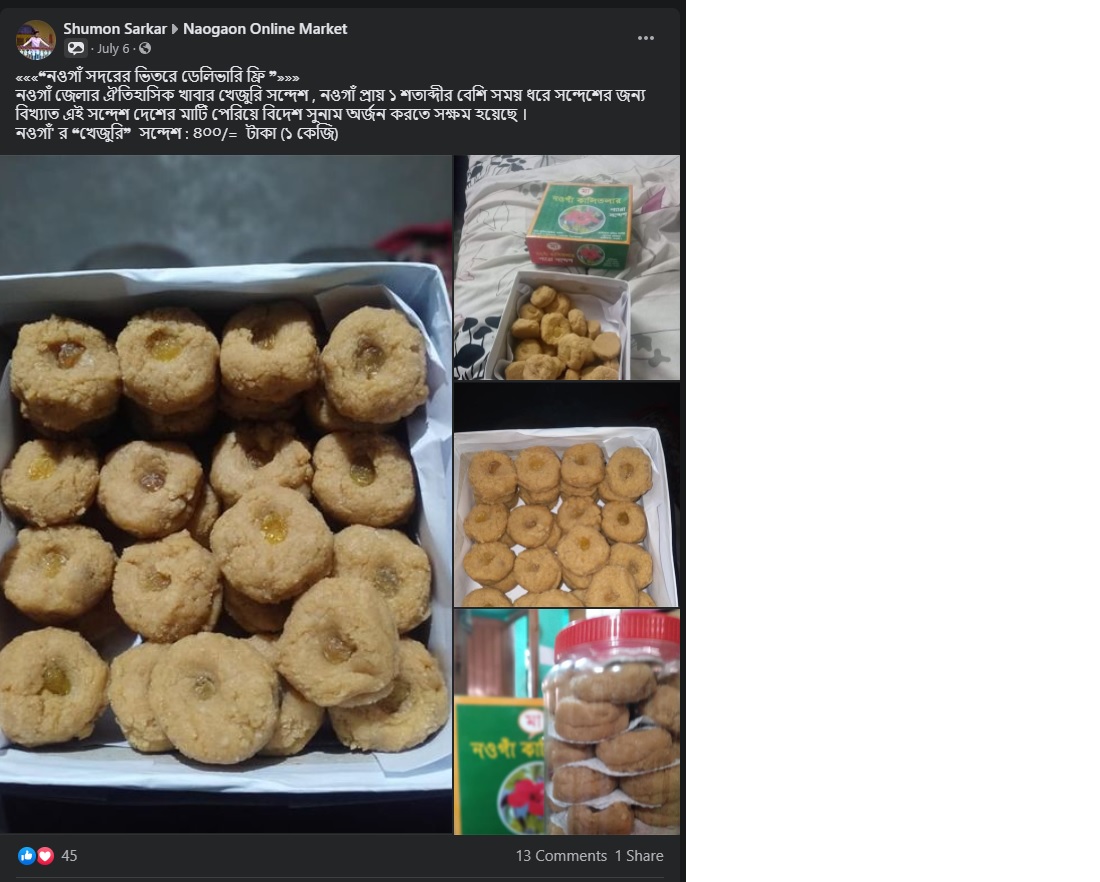 Shumon Sarkar Naogaon Online Market
July 6
«««“নওগাঁ সদরের ভিতরে ডেলিভারি ফ্রি ”»»»
নওগাঁ জেলার ঐতিহাসিক খাবার খেজুরি সন্দেশ , নওগাঁ প্রায় ১ শতাব্দীর বেশি সময় ধরে সন্দেশের জন্য
বিখ্যাত এই সন্দেশ দেশের মাটি পেরিয়ে বিদেশ সুনাম অর্জন করতে সক্ষম হয়েছে ।
নওগাঁ' র “খেজুরি” সন্দেশ : ৪০০/= টাকা (১ কেজি)
মা
নওগাঁ
সন্দেশ
মা
নওগাঁ
45
13 Comments 1 Share